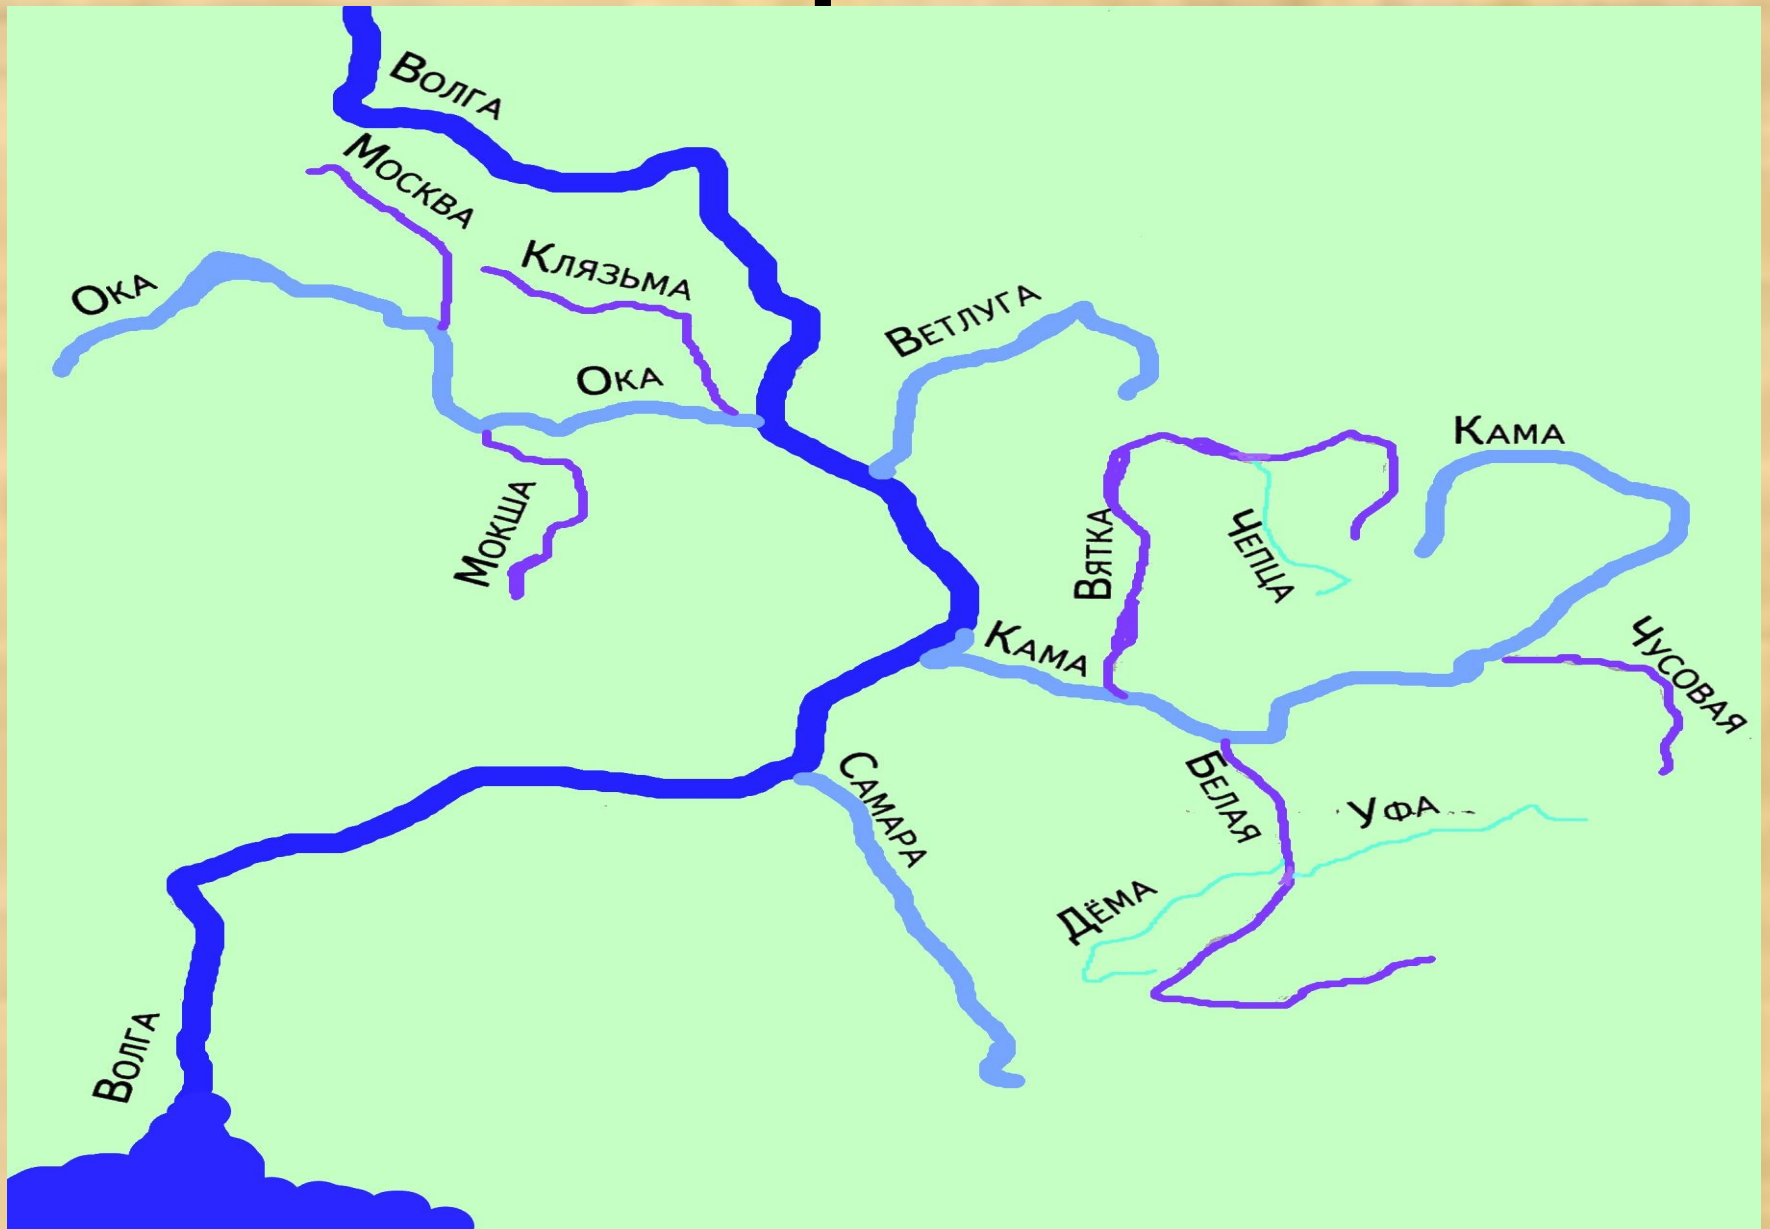 Волга
Москва
Клязьма
Ока
Ветлуга
Ока
Кама
Мокша
Вятка
Чепца
Кама
Чусовая
Самара
Белая
Уфа
Дёма
Волга